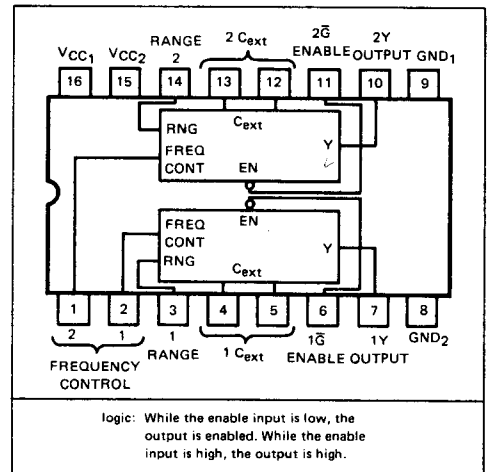 VCC1 VCC2 RANGE 2 2 Cext 2G̅ ENABLE 2Y OUTPUT GND1
16 15 14 13 12 11 10 9
RNG Cext
FREQ CONT Y
EN
EN
FREQ CONT Y
RNG Cext
1 2 3 4 5 6 7 8
2 1 1 1 Cext 1G̅ 1Y GND2
FREQUENCY CONTROL RANGE ENABLE OUTPUT
logic: While the enable input is low, the
output is enabled. While the enable
input is high, the output is high.